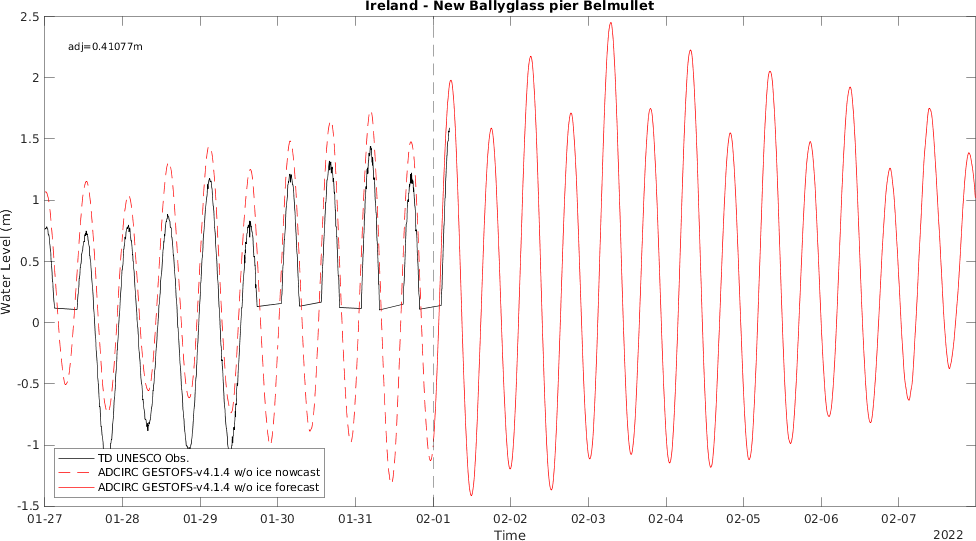 Ireland - New Ballyglass pier Belmullet
adj=0.41077m
2.5
2
1.5
1
0.5
0
-0.5
-1
-1.5
Water Level (m)
TD UNESCO Obs.
ADCIRC GESTOFS-v4.1.4 w/o ice nowcast
ADCIRC GESTOFS-v4.1.4 w/o ice forecast
01-27 01-28 01-29 01-30 01-31 02-01 02-02 02-03 02-04 02-05 02-06 02-07
Time
2022